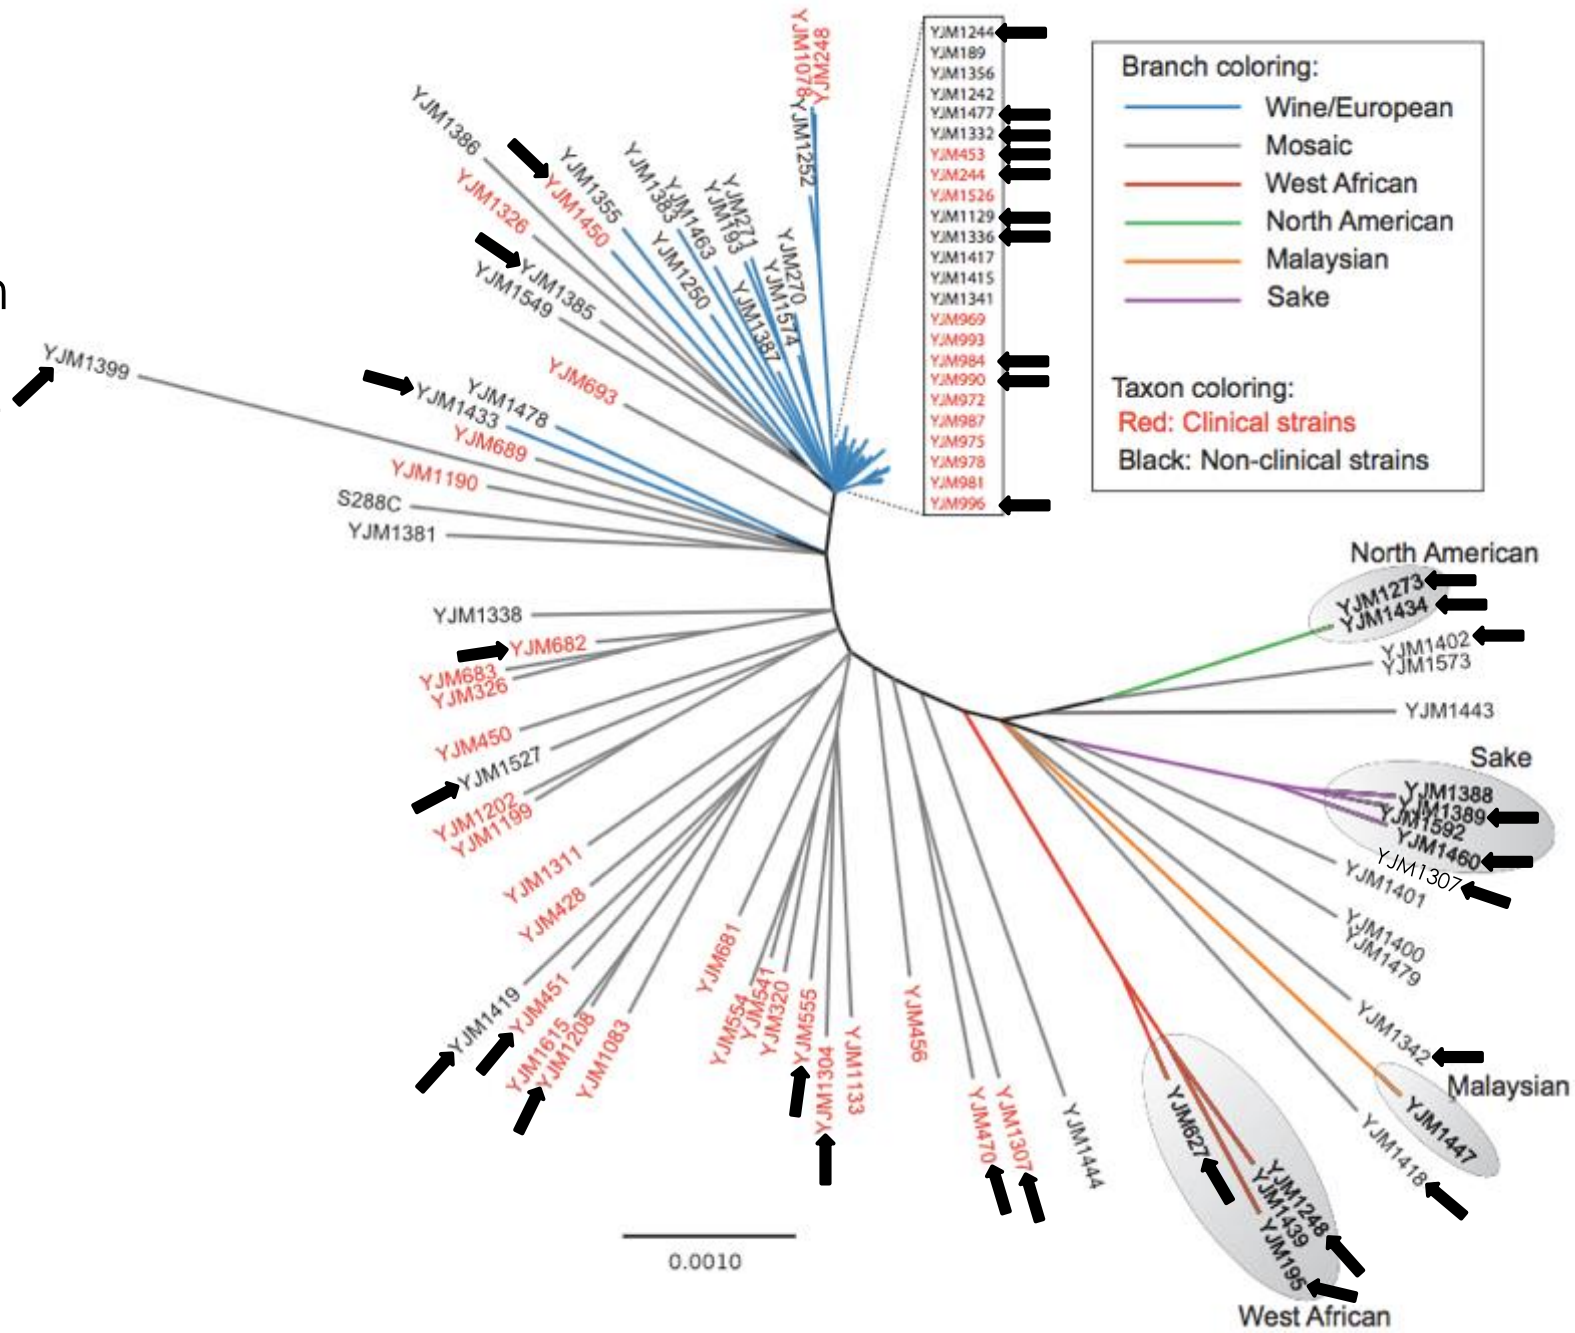 YJM1078
YJM248
YJM1252
YJM1386
YJM1326
YJM1355
YJM1450
YJM1385
YJM1549
YJM1383
YJM1463
YJM1250
YJM271
YJM193
YJM270
YJM1574
YJM1387
YJM693
n
YJM1399
YJM1478
YJM1433
YJM689
YJM1190
S288C
YJM1381
YJM1338
YJM682
YJM683
YJM326
YJM450
YJM1527
YJM1202
YJM1199
YJM1311
YJM428
YJM1419
YJM451
YJM1615
YJM1208
YJM1083
YJM681
YJM554
YJM541
YJM320
YJM555
YJM1304
YJM1133
YJM456
YJM470
YJM1307
YJM1444
0.0010
YJM1244
YJM189
YJM1356
YJM1242
YJM1477
YJM1332
YJM453
YJM244
YJM1526
YJM1129
YJM1336
YJM1417
YJM1415
YJM1341
YJM969
YJM993
YJM984
YJM990
YJM972
YJM987
YJM975
YJM978
YJM981
YJM996
Branch coloring:
Wine/European
Mosaic
West African
North American
Malaysian
Sake
Taxon coloring:
Red: Clinical strains
Black: Non-clinical strains
North American
YJM1273
YJM1434
YJM1402
YJM1573
YJM1443
Sake
YJM1388
YJM1389
YJM1592
YJM1460
YJM1307
YJM1401
YJM1400
YJM1479
YJM1342
Malaysian
YJM1447
YJM1418
YJM627
YJM1248
YJM1439
YJM195
West African